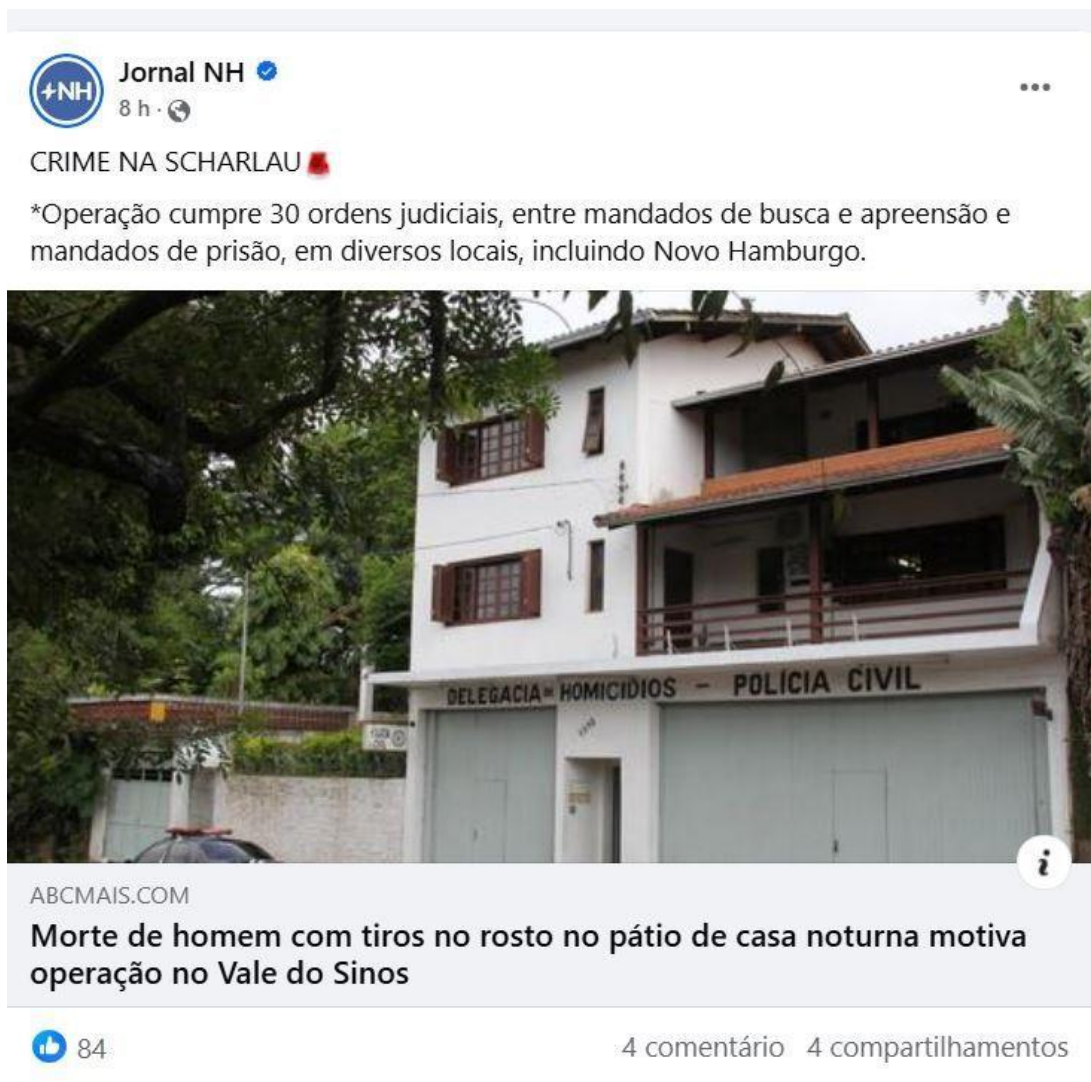 +NH
Jornal NH
8 h ·
CRIME NA SCHARLAU
*Operação cumpre 30 ordens judiciais, entre mandados de busca e apreensão e
mandados de prisão, em diversos locais, incluindo Novo Hamburgo.
DELEGACIA DE HOMICIDIOS - POLÍCIA CIVIL
ABCMAIS.COM
Morte de homem com tiros no rosto no pátio de casa noturna motiva
operação no Vale do Sinos
84
4 comentário 4 compartilhamentos